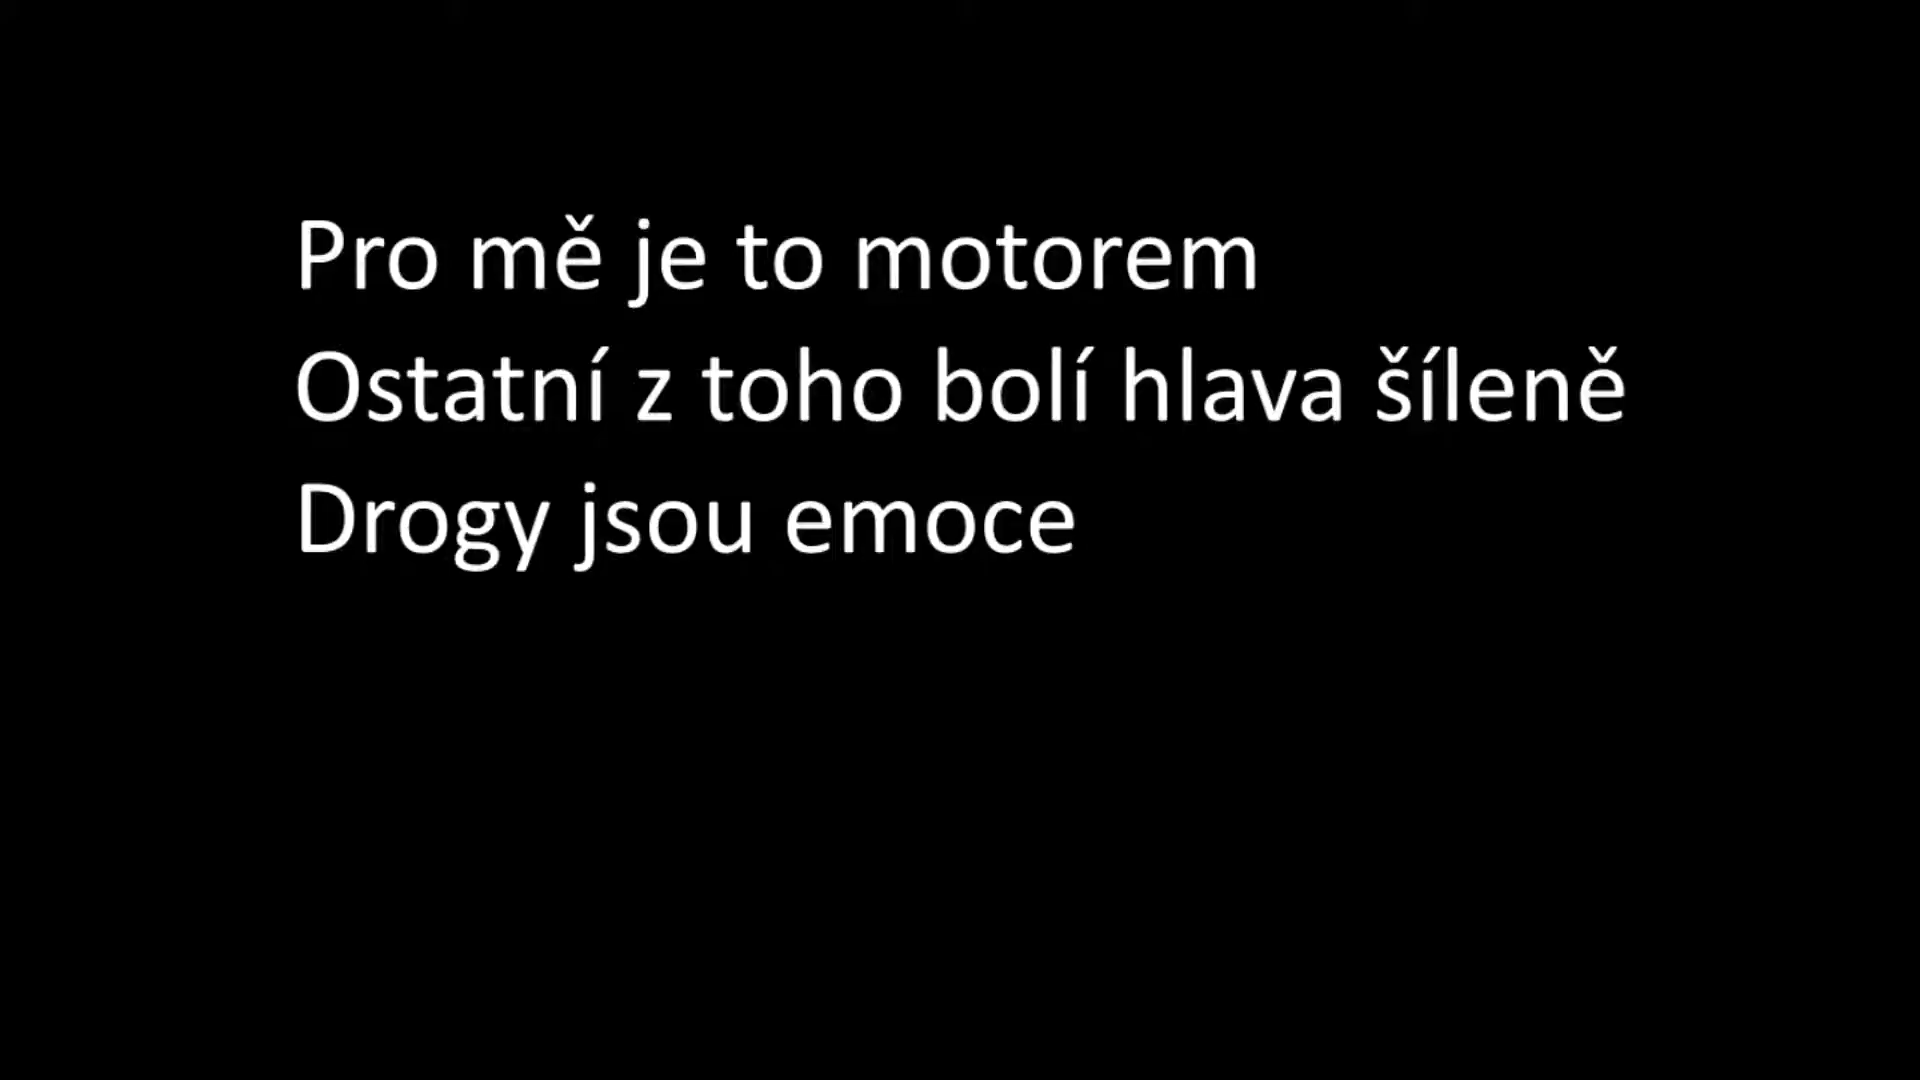 Pro mě je to motorem
Ostatní z toho bolí hlava šíleně
Drogy jsou emoce